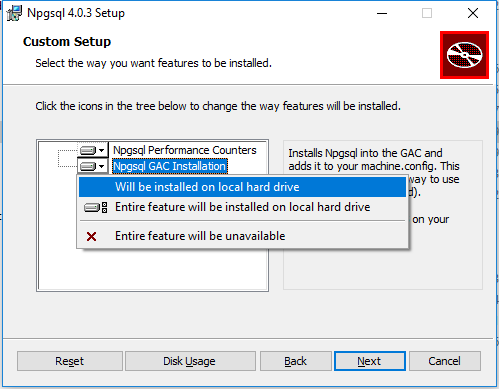 Npgsql 4.0.3 Setup
Custom Setup
Select the way you want features to be installed.
Click the icons in the tree below to change the way features will be installed.
Npgsql Performance Counters
Npgsql GAC Installation
Will be installed on local hard drive
Entire feature will be installed on local hard drive
Entire feature will be unavailable
Installs Npgsql into the GAC and
adds it to your machine.config. This
way to use
d).
on your
Reset
Disk Usage
Back
Next
Cancel